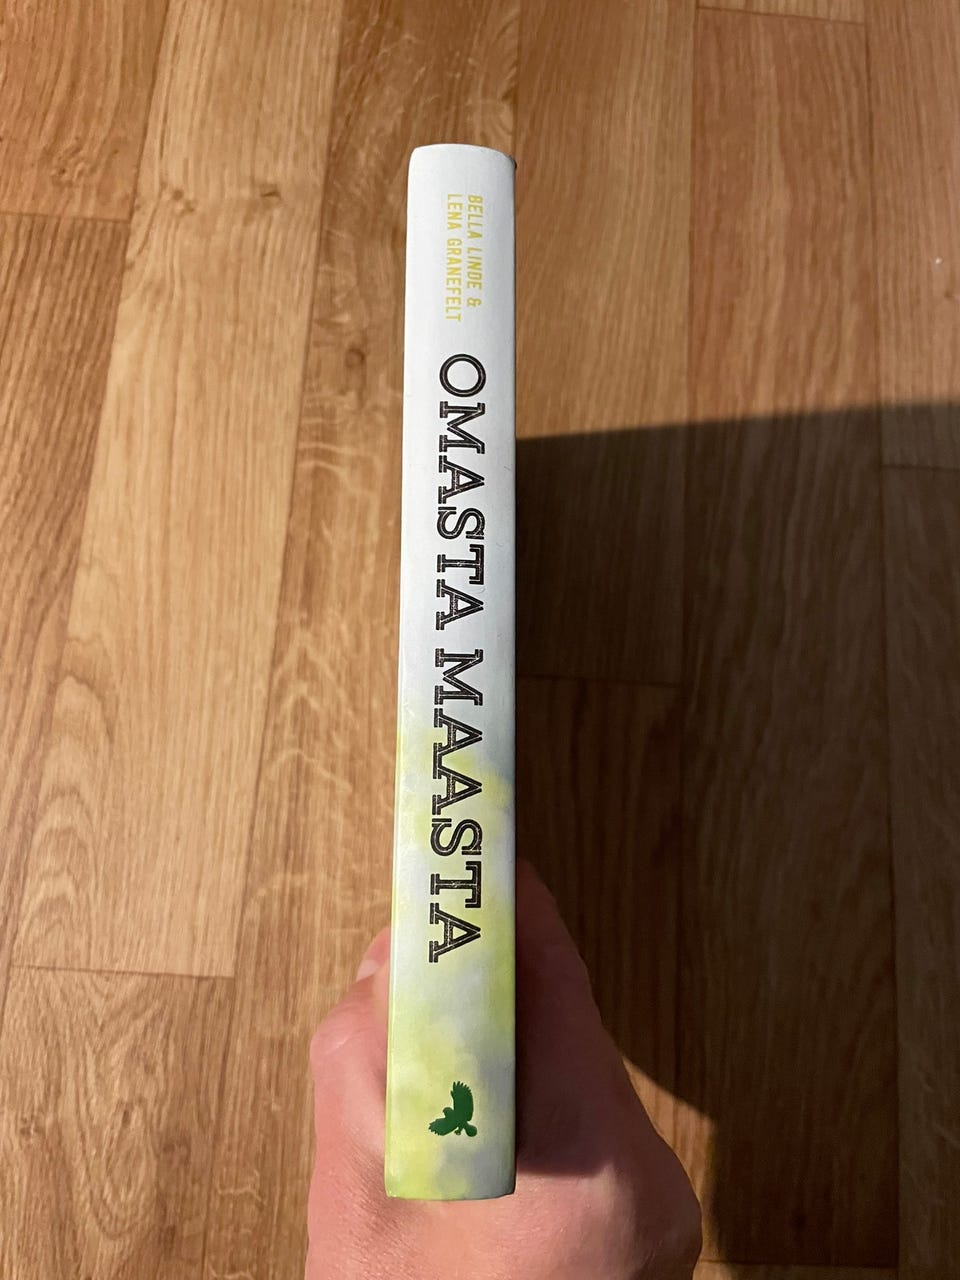 BELLA LINDE &
LENA GRANEFELT
OMASTA MAASTA